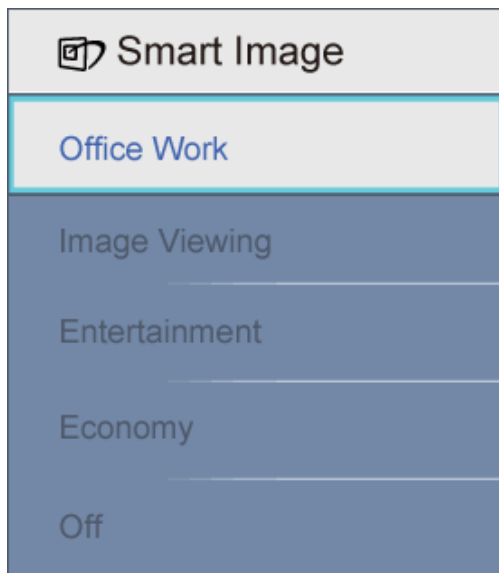 Smart Image
Office Work
Image Viewing
Entertainment
Economy
Off